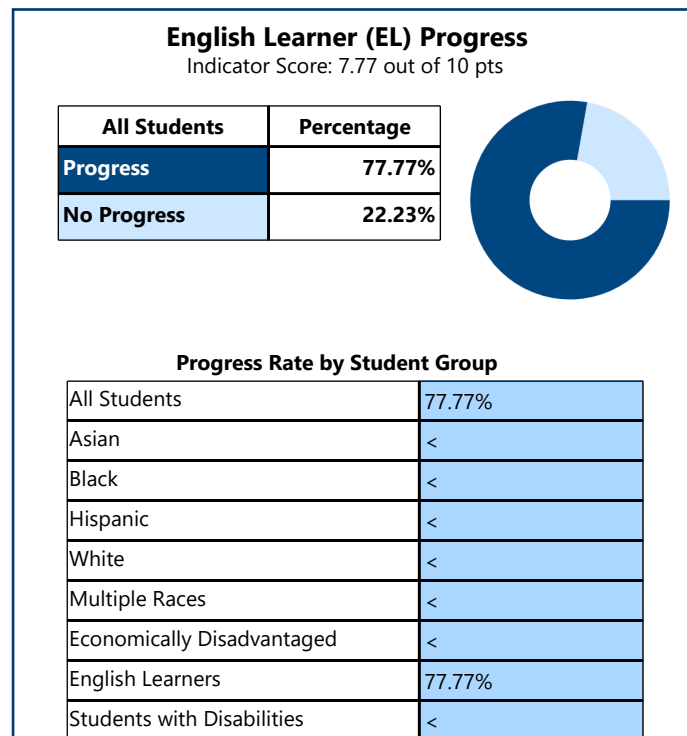 English Learner (EL) Progress
Indicator Score: 7.77 out of 10 pts
All Students Percentage
Progress 77.77%
No Progress 22.23%
Progress Rate by Student Group
All Students 77.77%
Asian <
Black <
Hispanic <
White <
Multiple Races <
Economically Disadvantaged <
English Learners 77.77%
Students with Disabilities <